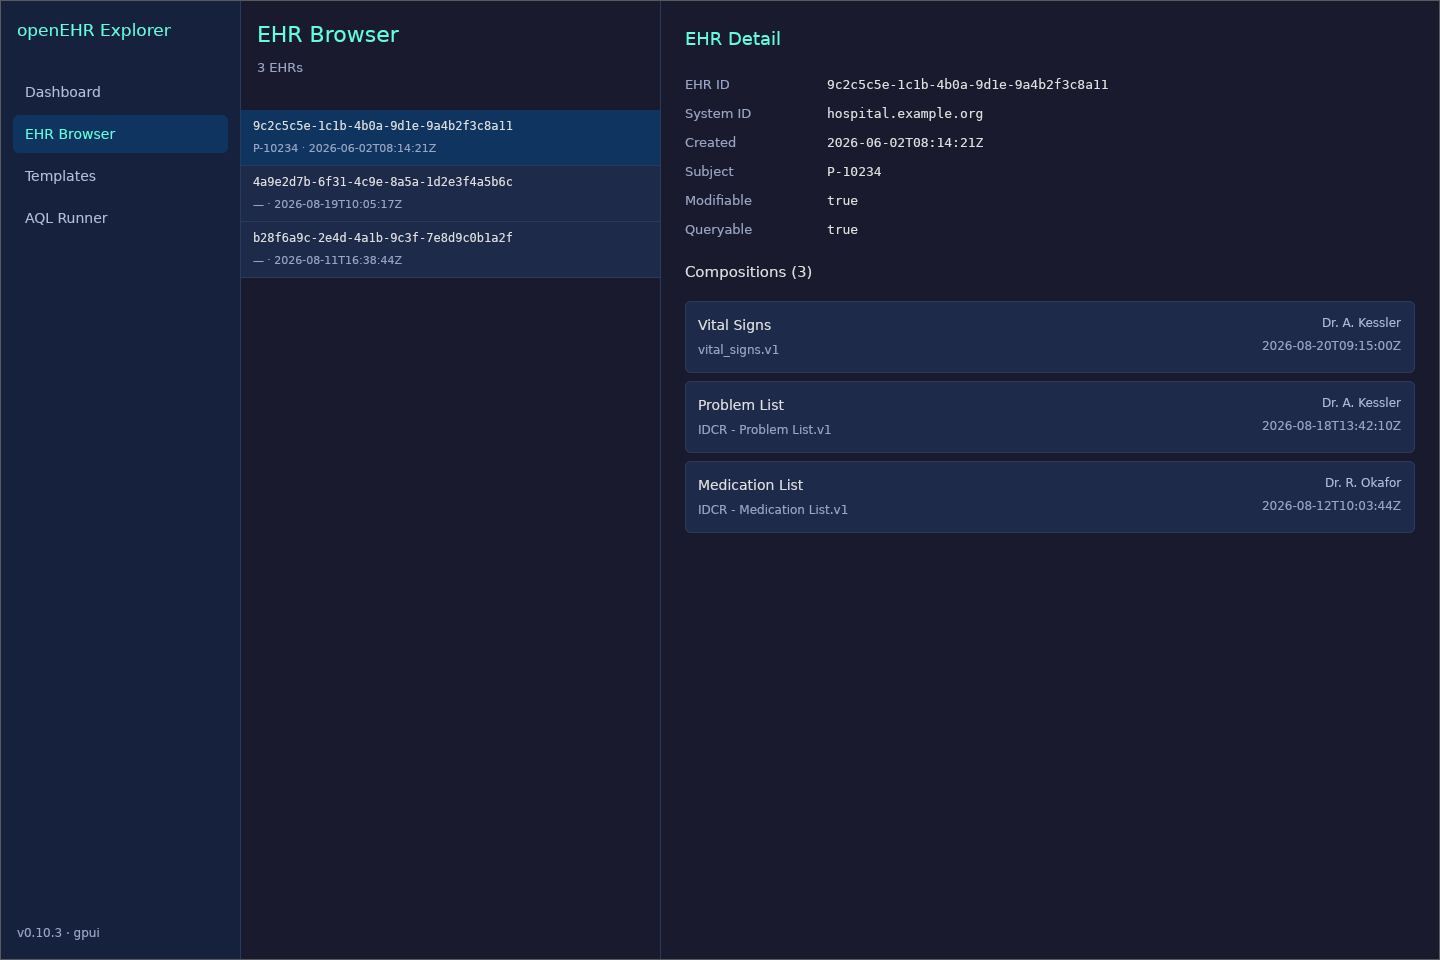 openEHR Explorer
Dashboard
EHR Browser
Templates
AQL Runner
v0.10.3 · gpui
EHR Browser
3 EHRs
9c2c5c5e-1c1b-4b0a-9d1e-9a4b2f3c8a11
P-10234 · 2026-06-02T08:14:21Z
4a9e2d7b-6f31-4c9e-8a5a-1d2e3f4a5b6c
— · 2026-08-19T10:05:17Z
b28f6a9c-2e4d-4a1b-9c3f-7e8d9c0b1a2f
— · 2026-08-11T16:38:44Z
EHR Detail
EHR ID 9c2c5c5e-1c1b-4b0a-9d1e-9a4b2f3c8a11
System ID hospital.example.org
Created 2026-06-02T08:14:21Z
Subject P-10234
Modifiable true
Queryable true
Compositions (3)
Vital Signs Dr. A. Kessler
vital_signs.v1 2026-08-20T09:15:00Z
Problem List Dr. A. Kessler
IDCR - Problem List.v1 2026-08-18T13:42:10Z
Medication List Dr. R. Okafor
IDCR - Medication List.v1 2026-08-12T10:03:44Z